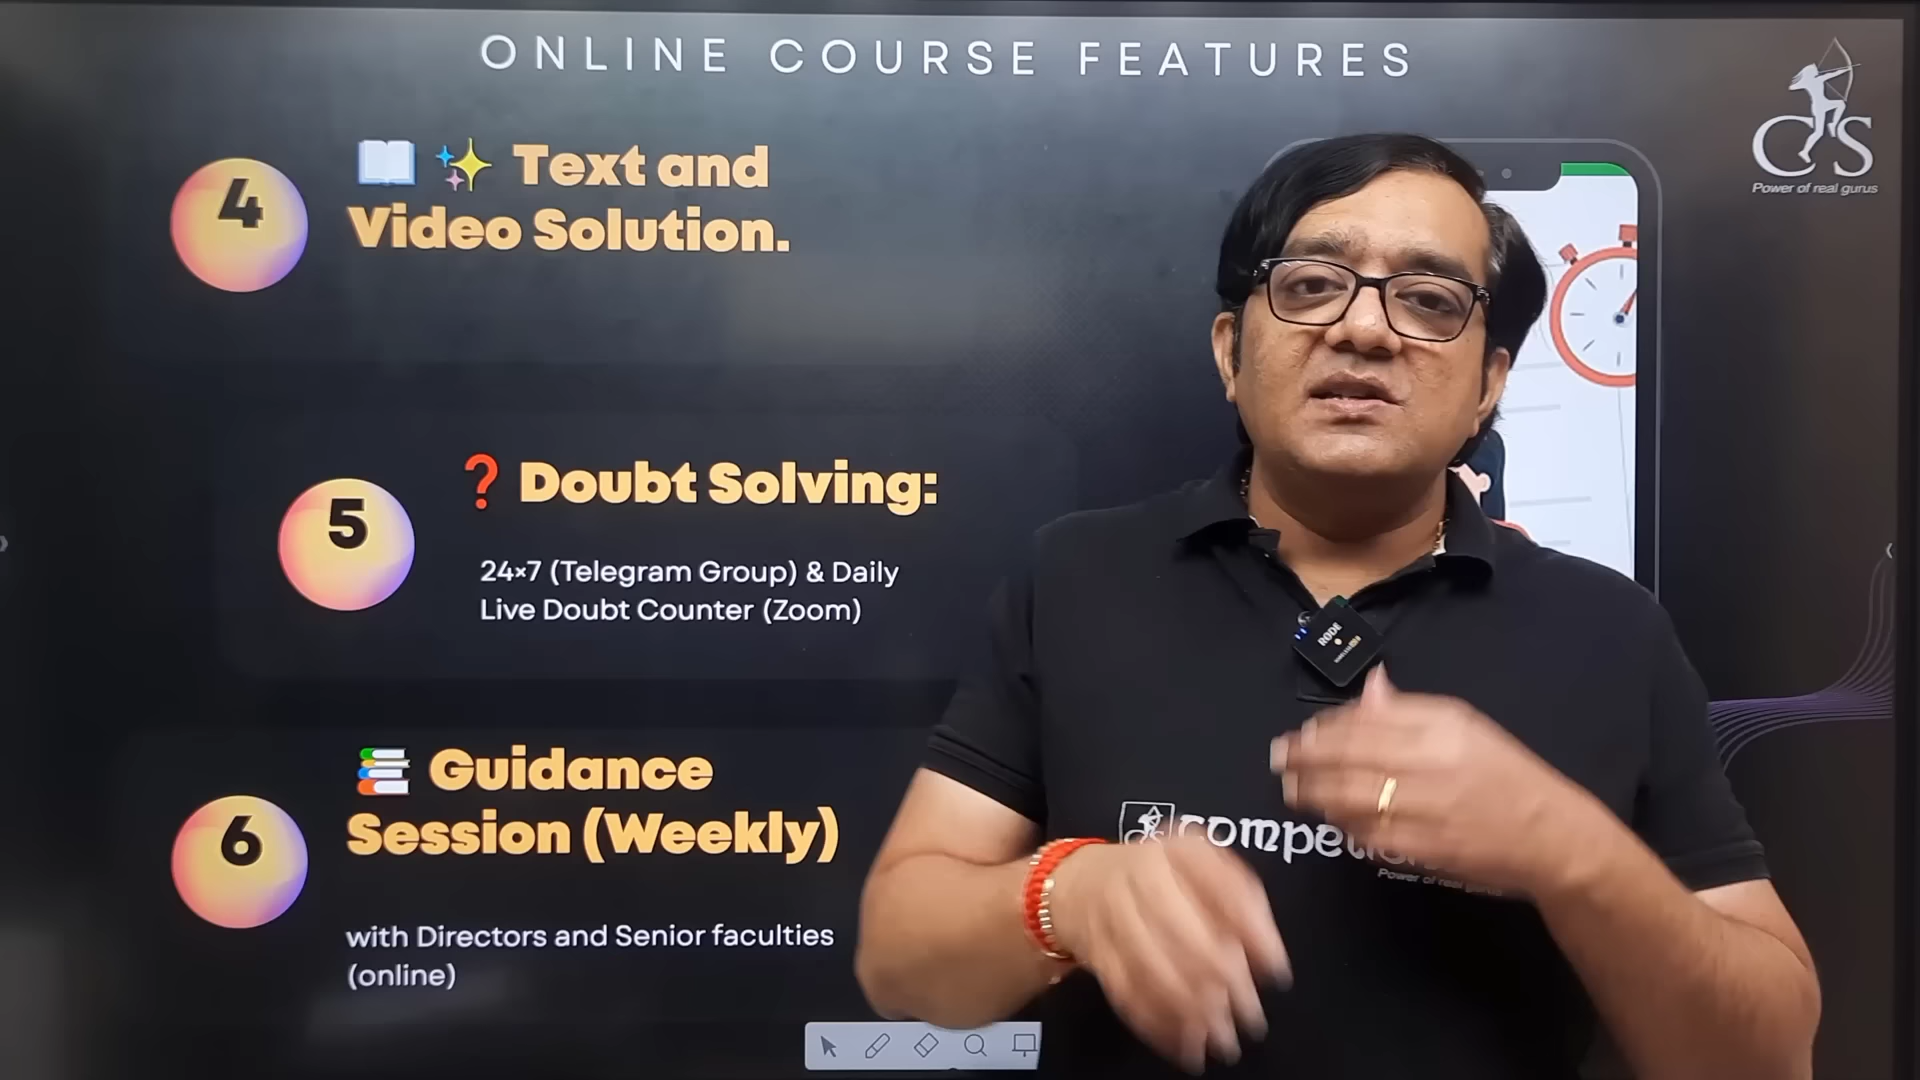 ONLINE COURSE FEATURES
CS
Power of real gurus
4
Text and
Video Solution.
5
❓ Doubt Solving:
24×7 (Telegram Group) & Daily
Live Doubt Counter (Zoom)
6
Guidance
Session (Weekly)
with Directors and Senior faculties
(online)
RODE
Power of real